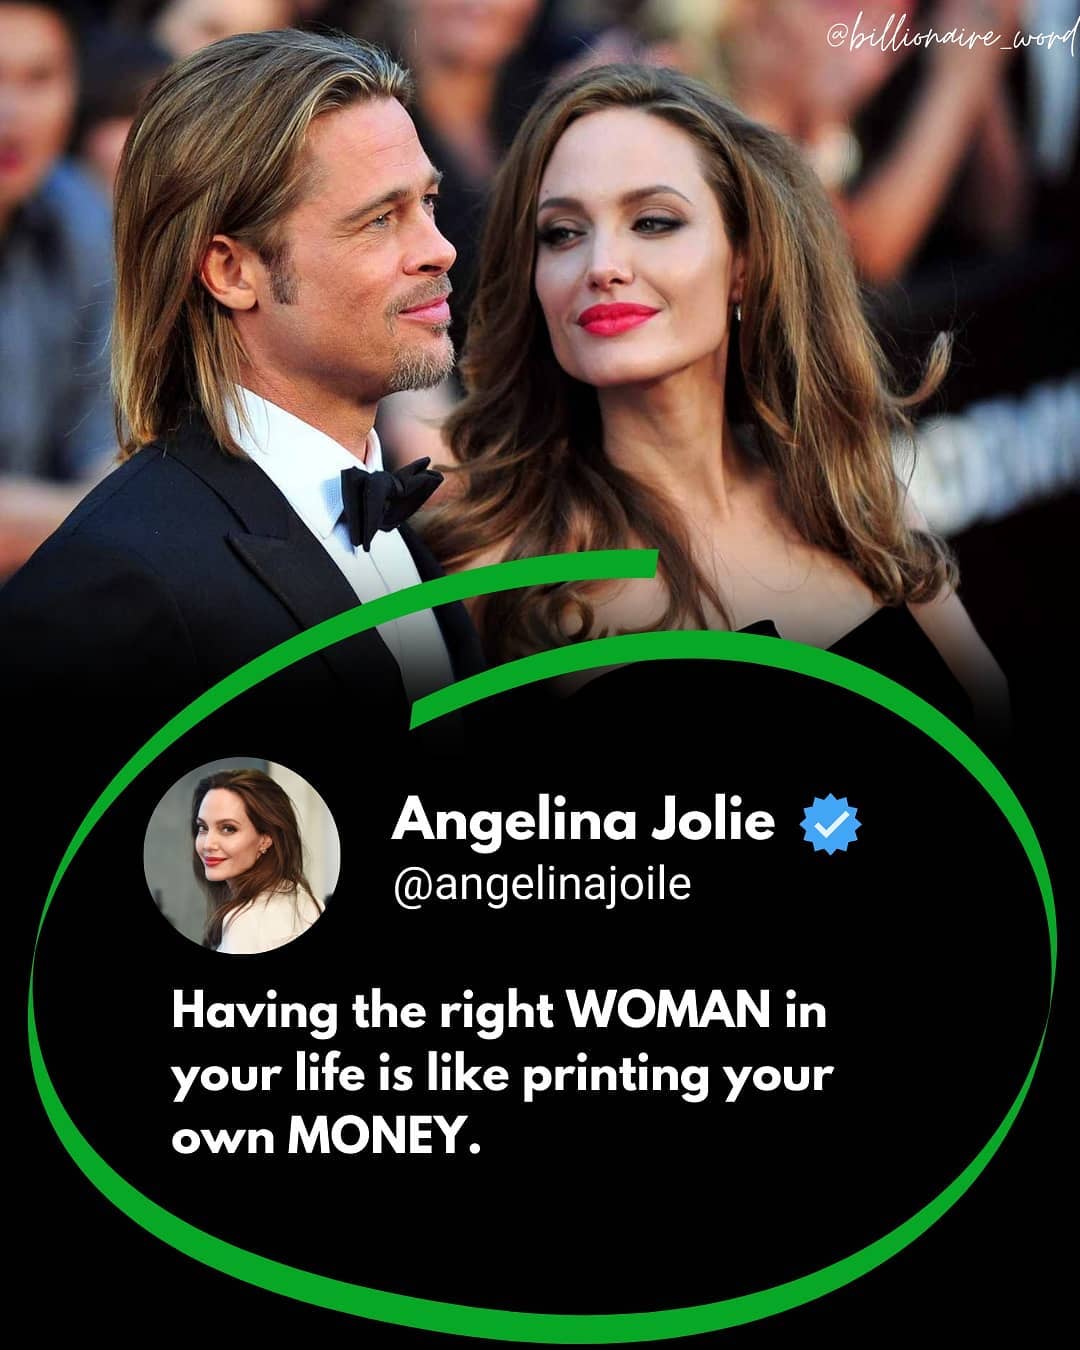 @billionaire_word
Angelina Jolie
@angelinajoile
Having the right WOMAN in
your life is like printing your
own MONEY.